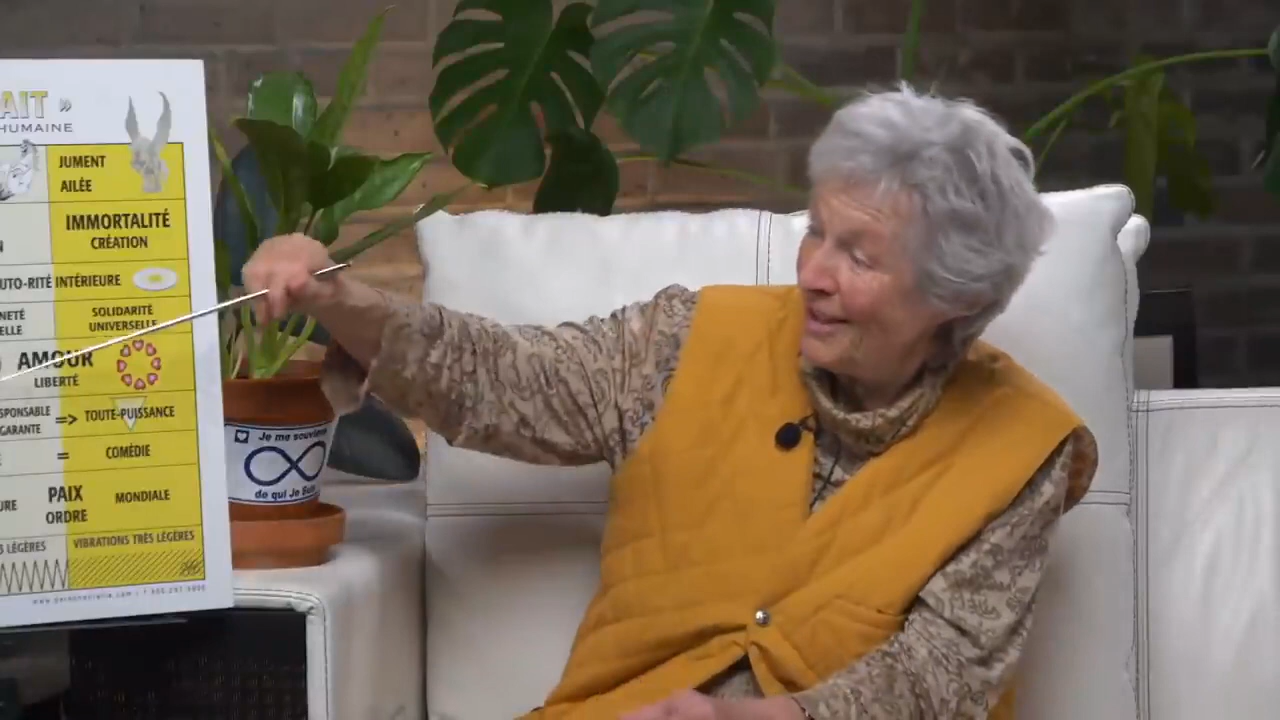 AIT »
HUMAINE
JUMENT
AILÉE
IMMORTALITÉ
CRÉATION
UTO-RITÉ INTÉRIEURE
NETÉ
ELLE
SOLIDARITÉ
UNIVERSELLE
AMOUR
LIBERTÉ
SPONSABLE
GARANTE
=> TOUTE-PUISSANCE
= COMÉDIE
URE
PAIX
ORDRE
MONDIALE
S LÉGÈRES
VIBRATIONS TRÈS LÉGÈRES
Je me souviens
de qui Je Suis